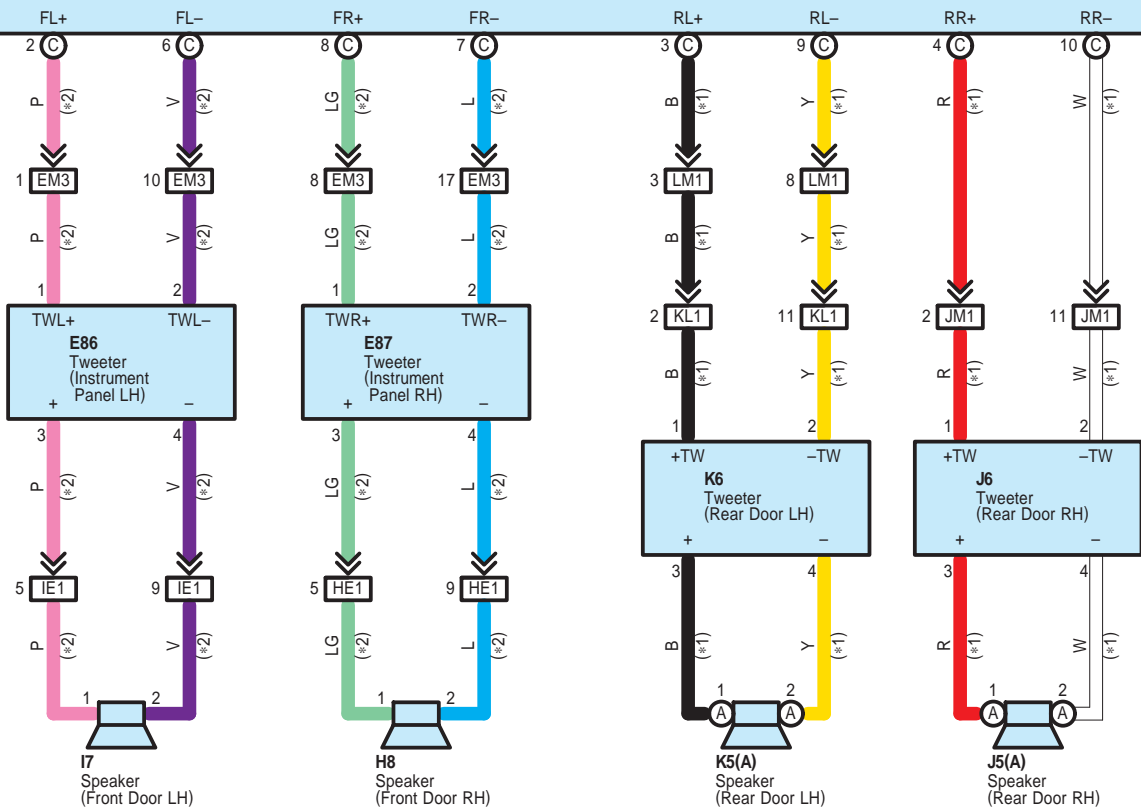 FL+ FL– FR+ FR– RL+ RL– RR+ RR–
2 C 6 C 8 C 7 C 3 C 9 C 4 C 10 C
P (*2) V (*2) LG (*2) L (*2) B (*1) Y (*1) R (*1) W (*1)
1 EM3 10 EM3 8 EM3 17 EM3 3 LM1 8 LM1
P (*2) V (*2) LG (*2) L (*2) B (*1) Y (*1)
1 2 1 2 2 KL1 11 KL1 2 JM1 11 JM1
TWL+ TWL– TWR+ TWR–
E86 E87
Tweeter Tweeter
(Instrument (Instrument
Panel LH) Panel RH)
+ – + –
B (*1) Y (*1) R (*1) W (*1)
3 4 3 4 1 2 1 2
+TW –TW +TW –TW
K6 J6
Tweeter Tweeter
(Rear Door LH) (Rear Door RH)
P (*2) V (*2) LG (*2) L (*2)
+ – + –
3 4 3 4
5 IE1 9 IE1 5 HE1 9 HE1
P (*2) V (*2) LG (*2) L (*2) B (*1) Y (*1) R (*1) W (*1)
1 2 1 2 1 A 2 A 1 A 2 A
I7 H8 K5(A) J5(A)
Speaker Speaker Speaker Speaker
(Front Door LH) (Front Door RH) (Rear Door LH) (Rear Door RH)